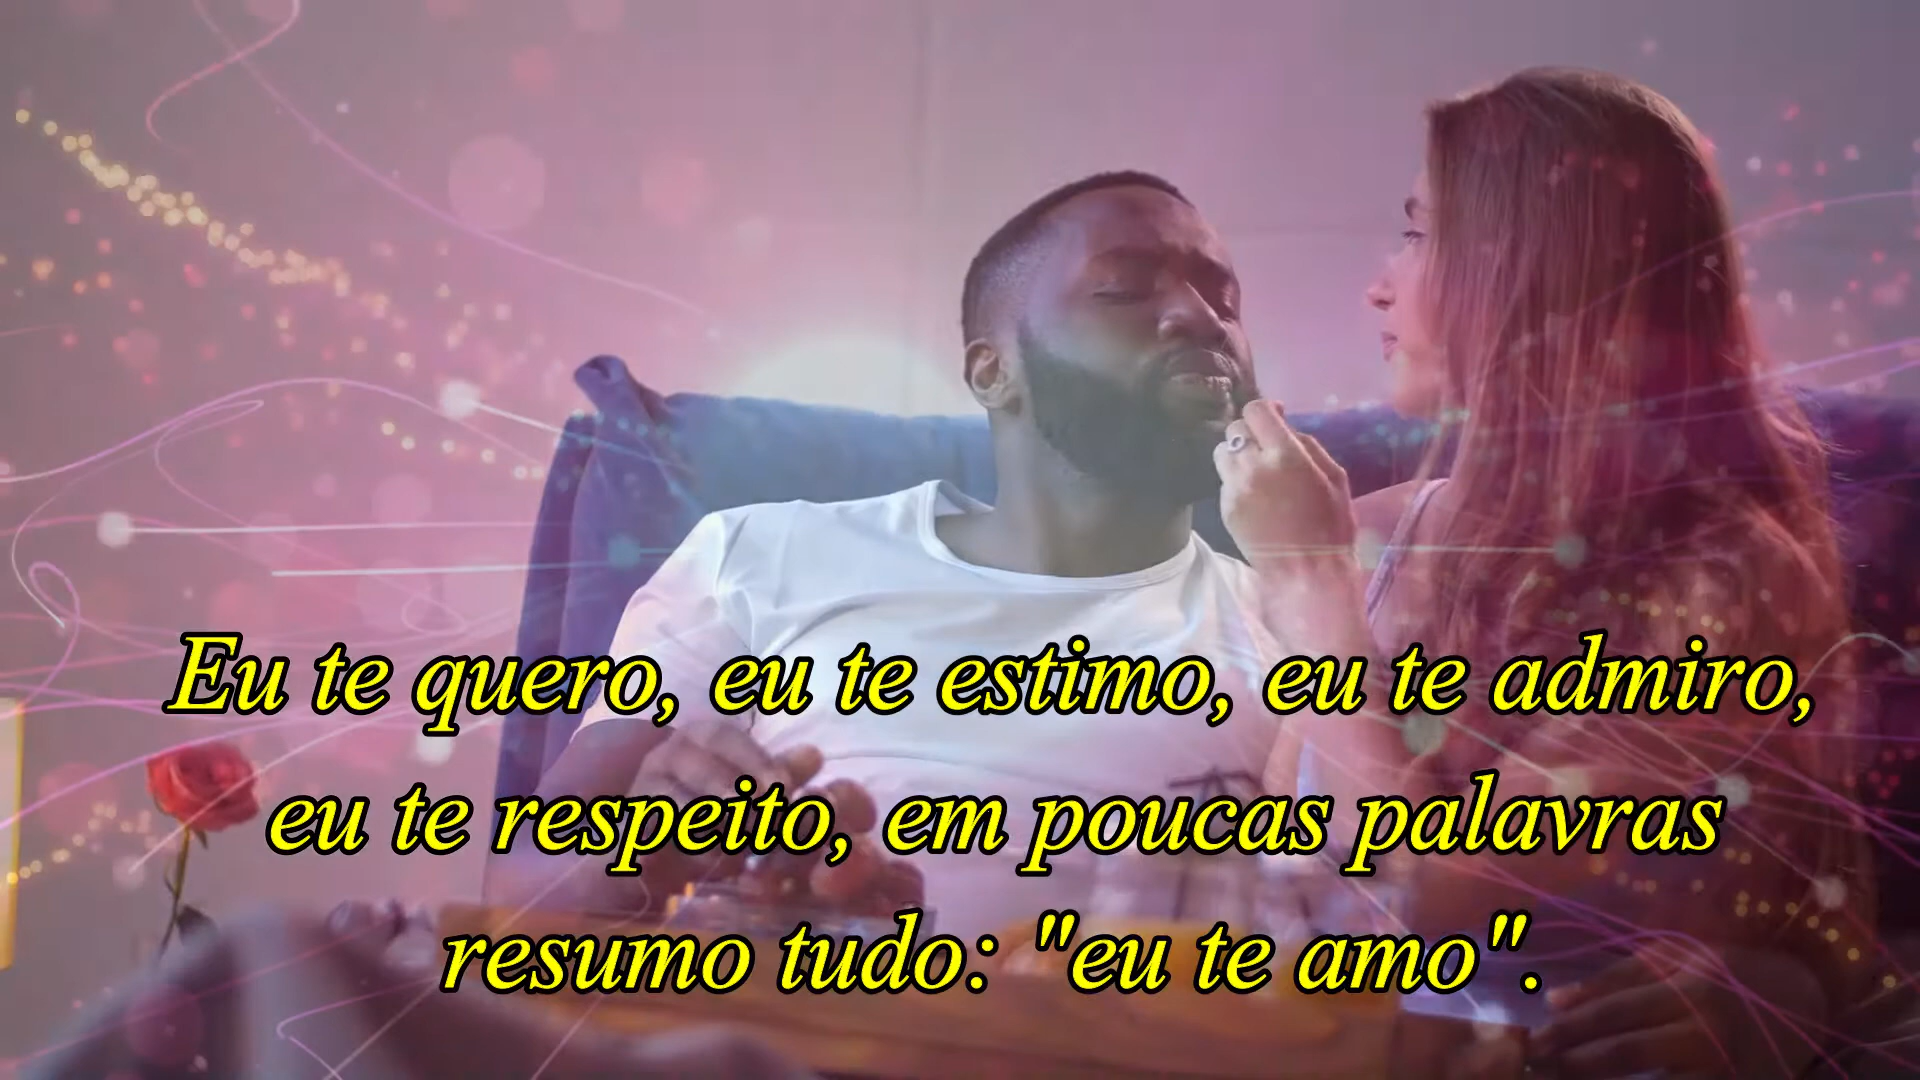 Eu te quero, eu te estimo, eu te admiro,
eu te respeito, em poucas palavras
resumo tudo: "eu te amo".